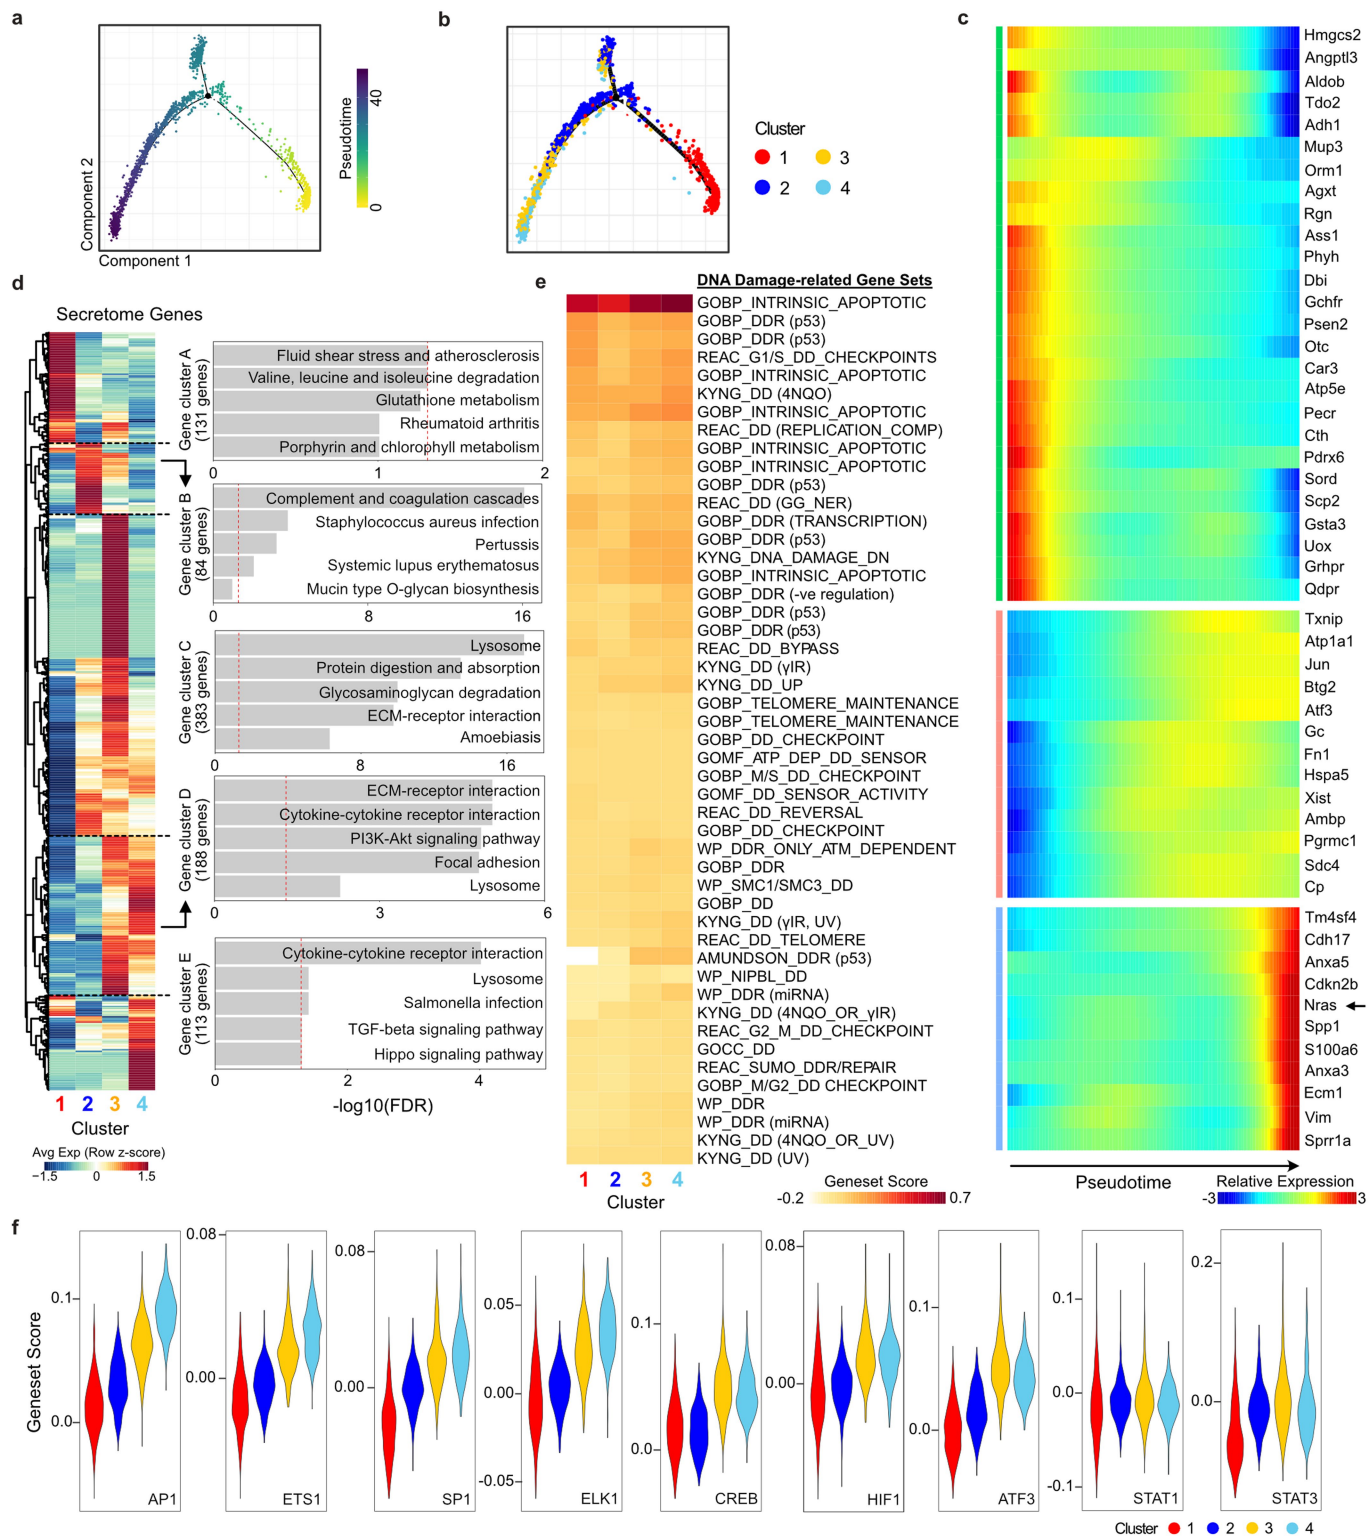 a
Component 2
Component 1
Pseudotime
40
0
b
Cluster
1
3
2
4
c
Hmgcs2
Angptl3
Aldob
Tdo2
Adh1
Mup3
Orm1
Agxt
Rgn
Ass1
Phyh
Dbi
Gchfr
Psen2
Otc
Car3
Atp5e
Pecr
Cth
Pdrx6
Sord
Scp2
Gsta3
Uox
Grhpr
Qdpr
Txnip
Atp1a1
Jun
Btg2
Atf3
Gc
Fn1
Hspa5
Xist
Ambp
Pgrmc1
Sdc4
Cp
Tm4sf4
Cdh17
Anxa5
Cdkn2b
Nras
Spp1
S100a6
Anxa3
Ecm1
Vim
Sprr1a
Pseudotime
Relative Expression
-3
3
d
Secretome Genes
Gene cluster A
(131 genes)
Fluid shear stress and atherosclerosis
Valine, leucine and isoleucine degradation
Glutathione metabolism
Rheumatoid arthritis
Porphyrin and chlorophyll metabolism
0 1 2
Gene cluster B
(84 genes)
Complement and coagulation cascades
Staphylococcus aureus infection
Pertussis
Systemic lupus erythematosus
Mucin type O-glycan biosynthesis
0 8 16
Gene cluster C
(383 genes)
Lysosome
Protein digestion and absorption
Glycosaminoglycan degradation
ECM-receptor interaction
Amoebiasis
0 8 16
Gene cluster D
(188 genes)
ECM-receptor interaction
Cytokine-cytokine receptor interaction
PI3K-Akt signaling pathway
Focal adhesion
Lysosome
0 3 6
Gene cluster E
(113 genes)
Cytokine-cytokine receptor interaction
Lysosome
Salmonella infection
TGF-beta signaling pathway
Hippo signaling pathway
0 2 4
-log10(FDR)
1 2 3 4
Cluster
Avg Exp (Row z-score)
−1.5 0 1.5
e
DNA Damage-related Gene Sets
GOBP_INTRINSIC_APOPTOTIC
GOBP_DDR (p53)
GOBP_DDR (p53)
REAC_G1/S_DD_CHECKPOINTS
GOBP_INTRINSIC_APOPTOTIC
KYNG_DD (4NQO)
GOBP_INTRINSIC_APOPTOTIC
REAC_DD (REPLICATION_COMP)
GOBP_INTRINSIC_APOPTOTIC
GOBP_INTRINSIC_APOPTOTIC
GOBP_DDR (p53)
REAC_DD (GG_NER)
GOBP_DDR (TRANSCRIPTION)
GOBP_DDR (p53)
KYNG_DNA_DAMAGE_DN
GOBP_INTRINSIC_APOPTOTIC
GOBP_DDR (-ve regulation)
GOBP_DDR (p53)
GOBP_DDR (p53)
REAC_DD_BYPASS
KYNG_DD (γIR)
KYNG_DD_UP
GOBP_TELOMERE_MAINTENANCE
GOBP_TELOMERE_MAINTENANCE
GOBP_DD_CHECKPOINT
GOMF_ATP_DEP_DD_SENSOR
GOBP_M/S_DD_CHECKPOINT
GOMF_DD_SENSOR_ACTIVITY
REAC_DD_REVERSAL
GOBP_DD_CHECKPOINT
WP_DDR_ONLY_ATM_DEPENDENT
GOBP_DDR
WP_SMC1/SMC3_DD
GOBP_DD
KYNG_DD (γIR, UV)
REAC_DD_TELOMERE
AMUNDSON_DDR (p53)
WP_NIPBL_DD
WP_DDR (miRNA)
KYNG_DD (4NQO_OR_γIR)
REAC_G2_M_DD_CHECKPOINT
GOCC_DD
REAC_SUMO_DDR/REPAIR
GOBP_M/G2_DD CHECKPOINT
WP_DDR
WP_DDR (miRNA)
KYNG_DD (4NQO_OR_UV)
KYNG_DD (UV)
1 2 3 4
Cluster
Geneset Score
-0.2 0.7
f
Geneset Score
0.1
0.0
AP1
0.08
0.00
ETS1
0.08
0.00
SP1
0.05
0.00
-0.05
ELK1
0.1
0.0
CREB
0.08
0.00
HIF1
0.1
0.0
ATF3
0.1
0.0
-0.1
STAT1
0.2
0.0
STAT3
Cluster 1 2 3 4